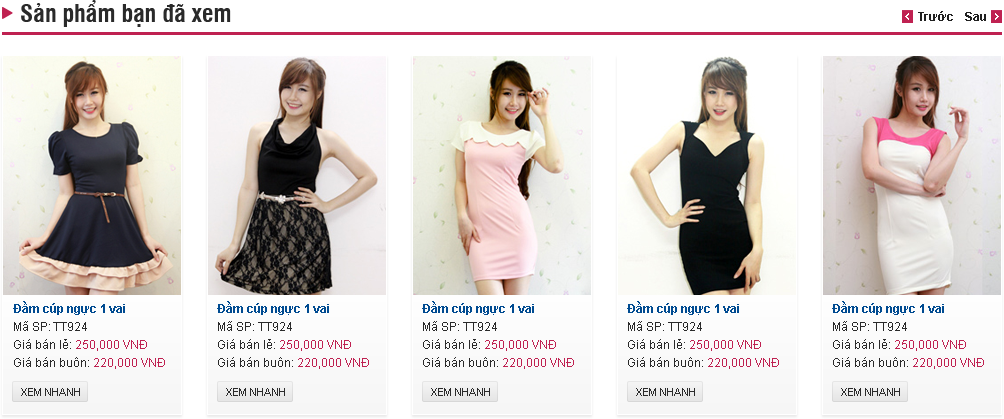 Sản phẩm bạn đã xem
Trước Sau
Đầm cúp ngực 1 vai
Mã SP: TT924
Giá bán lẻ: 250,000 VNĐ
Giá bán buôn: 220,000 VNĐ
XEM NHANH
Đầm cúp ngực 1 vai
Mã SP: TT924
Giá bán lẻ: 250,000 VNĐ
Giá bán buôn: 220,000 VNĐ
XEM NHANH
Đầm cúp ngực 1 vai
Mã SP: TT924
Giá bán lẻ: 250,000 VNĐ
Giá bán buôn: 220,000 VNĐ
XEM NHANH
Đầm cúp ngực 1 vai
Mã SP: TT924
Giá bán lẻ: 250,000 VNĐ
Giá bán buôn: 220,000 VNĐ
XEM NHANH
Đầm cúp ngực 1 vai
Mã SP: TT924
Giá bán lẻ: 250,000 VNĐ
Giá bán buôn: 220,000 VNĐ
XEM NHANH